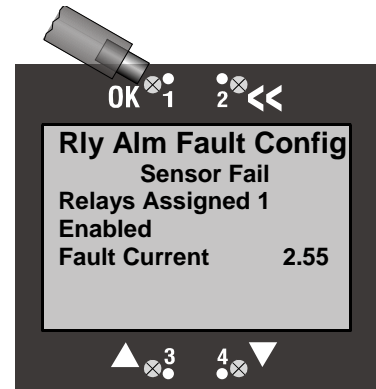 OK 1 2 <<
Rly Alm Fault Config
Sensor Fail
Relays Assigned 1
Enabled
Fault Current 2.55
3 4